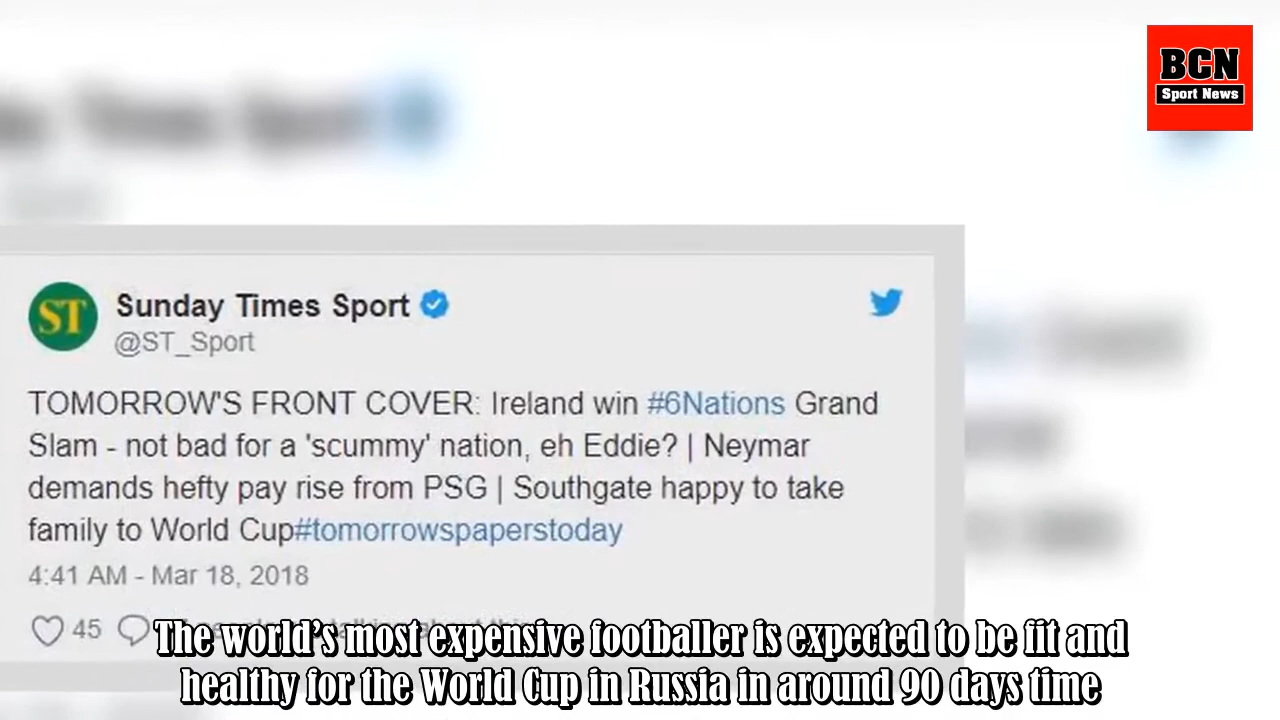 BCN
Sport News
Sunday Times Sport
@ST_Sport
TOMORROW'S FRONT COVER: Ireland win #6Nations Grand
Slam - not bad for a 'scummy' nation, eh Eddie? | Neymar
demands hefty pay rise from PSG | Southgate happy to take
family to World Cup#tomorrowspaperstoday
4:41 AM - Mar 18, 2018
45
The world's most expensive footballer is expected to be fit and
healthy for the World Cup in Russia in around 90 days time